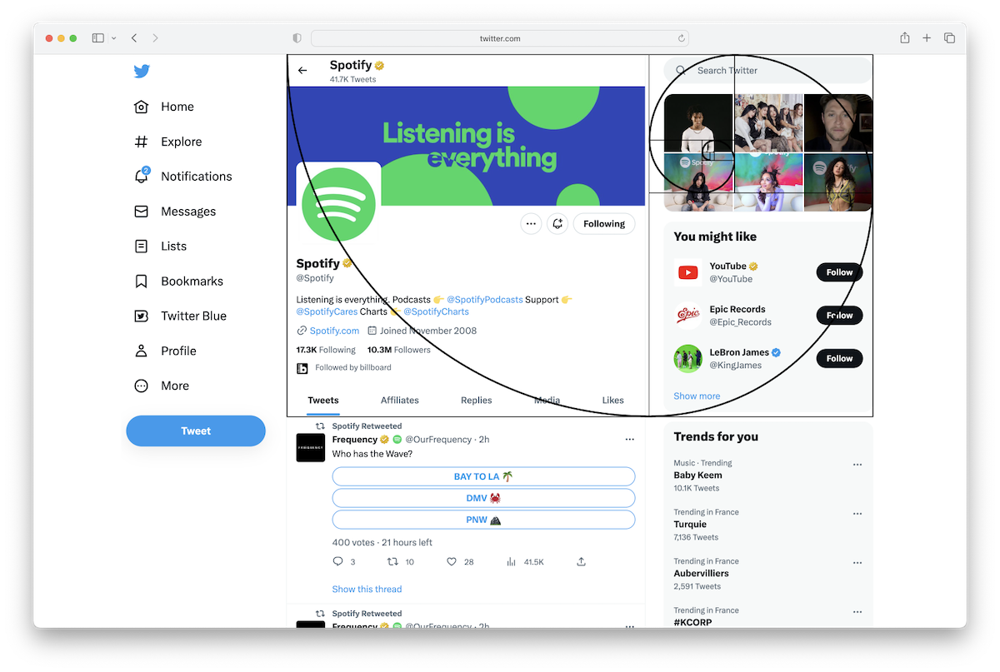 twitter.com
Home
Explore
2
Notifications
Messages
Lists
Bookmarks
Twitter Blue
Profile
More
Tweet
Spotify
41.7K Tweets
Listening is
everything
Following
Spotify
@Spotify
Listening is everything. Podcasts 👉 @SpotifyPodcasts Support 👉
@SpotifyCares Charts 👉 @SpotifyCharts
Spotify.com Joined November 2008
17.3K Following 10.3M Followers
Followed by billboard
Tweets Affiliates Replies Media Likes
Spotify Retweeted
Frequency @OurFrequency · 2h
FREQUENCY
Who has the Wave?
BAY TO LA 🌴
DMV 🦀
PNW ⛰
400 votes · 21 hours left
3 10 28 41.5K
Show this thread
Spotify Retweeted
Frequency @OurFrequency · 2h
Search Twitter
Spotify
Spotify
Spotify
You might like
YouTube
@YouTube
Follow
Epic
Epic Records
@Epic_Records
Follow
LeBron James
@KingJames
Follow
Show more
Trends for you
Music · Trending
Baby Keem
10.1K Tweets
Trending in France
Turquie
7,136 Tweets
Trending in France
Aubervilliers
2,591 Tweets
Trending in France
#KCORP